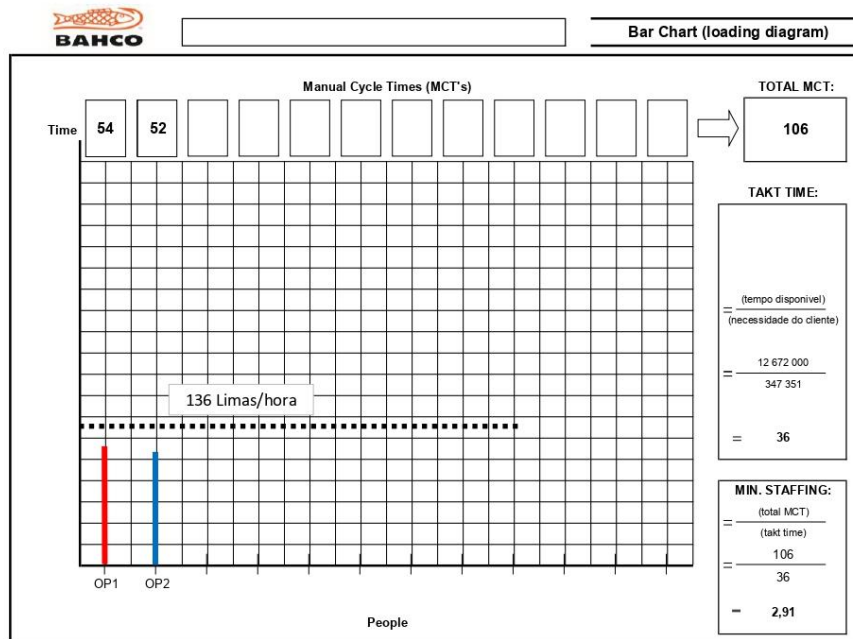 BAHCO
Bar Chart (loading diagram)
Manual Cycle Times (MCT's)
TOTAL MCT:
Time
54
52
106
TAKT TIME:
= (tempo disponivel)
(necessidade do cliente)
= 12 672 000
347 351
= 36
136 Limas/hora
MIN. STAFFING:
= (total MCT)
(takt time)
= 106
36
= 2,91
OP1
OP2
People